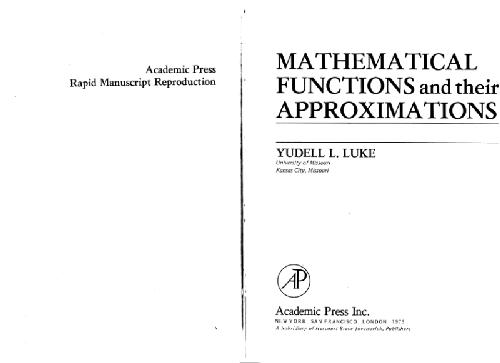 Academic Press
Rapid Manuscript Reproduction
MATHEMATICAL
FUNCTIONS and their
APPROXIMATIONS
YUDELL L. LUKE
University of Missouri
Kansas City, Missouri
AP
Academic Press Inc.
NEW YORK SAN FRANCISCO LONDON 1975
A Subsidiary of Harcourt Brace Jovanovich, Publishers